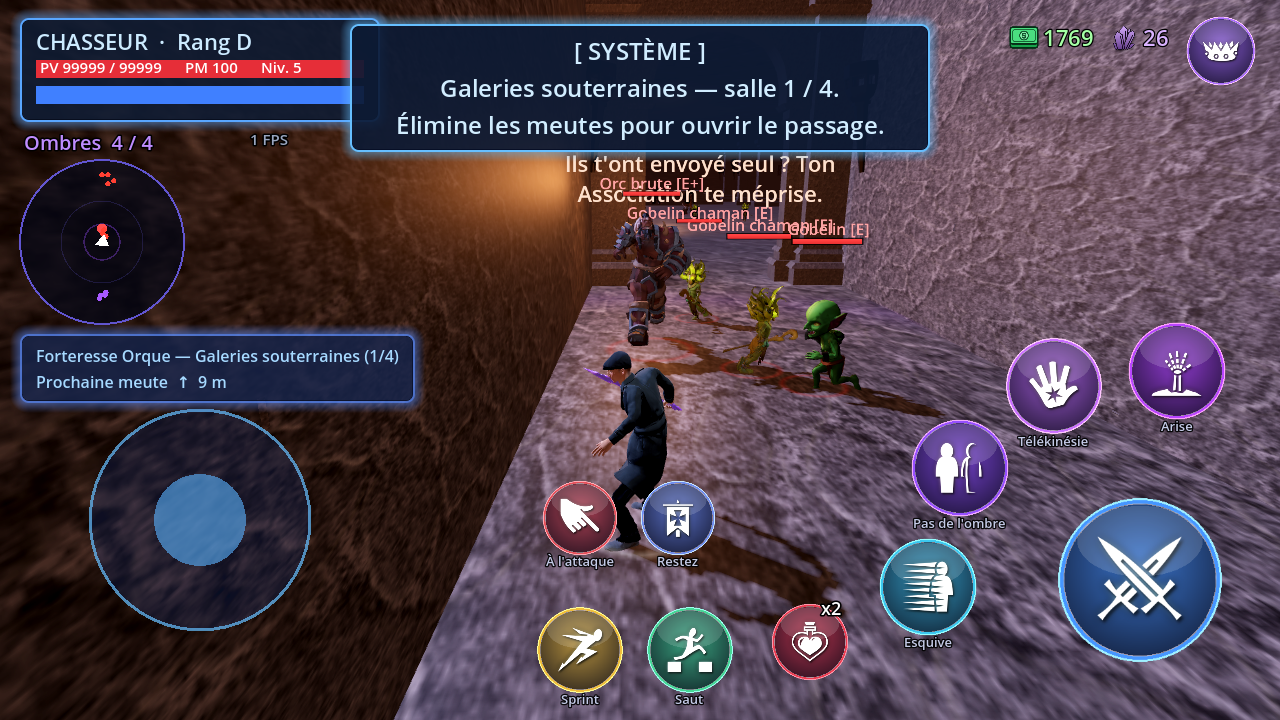 CHASSEUR · Rang D
PV 99999 / 99999 PM 100 Niv. 5
[ SYSTÈME ]
Galeries souterraines — salle 1 / 4.
Élimine les meutes pour ouvrir le passage.
1769
26
Ombres 4 / 4
1 FPS
Ils t'ont envoyé seul ? Ton
Association te méprise.
Orc brute [E+]
Gobelin chaman [E]
Gobelin chaman [E]
Gobelin [E]
Forteresse Orque — Galeries souterraines (1/4)
Prochaine meute ↑ 9 m
Télékinésie
Arise
Pas de l'ombre
À l'attaque
Restez
x2
Esquive
Sprint
Saut